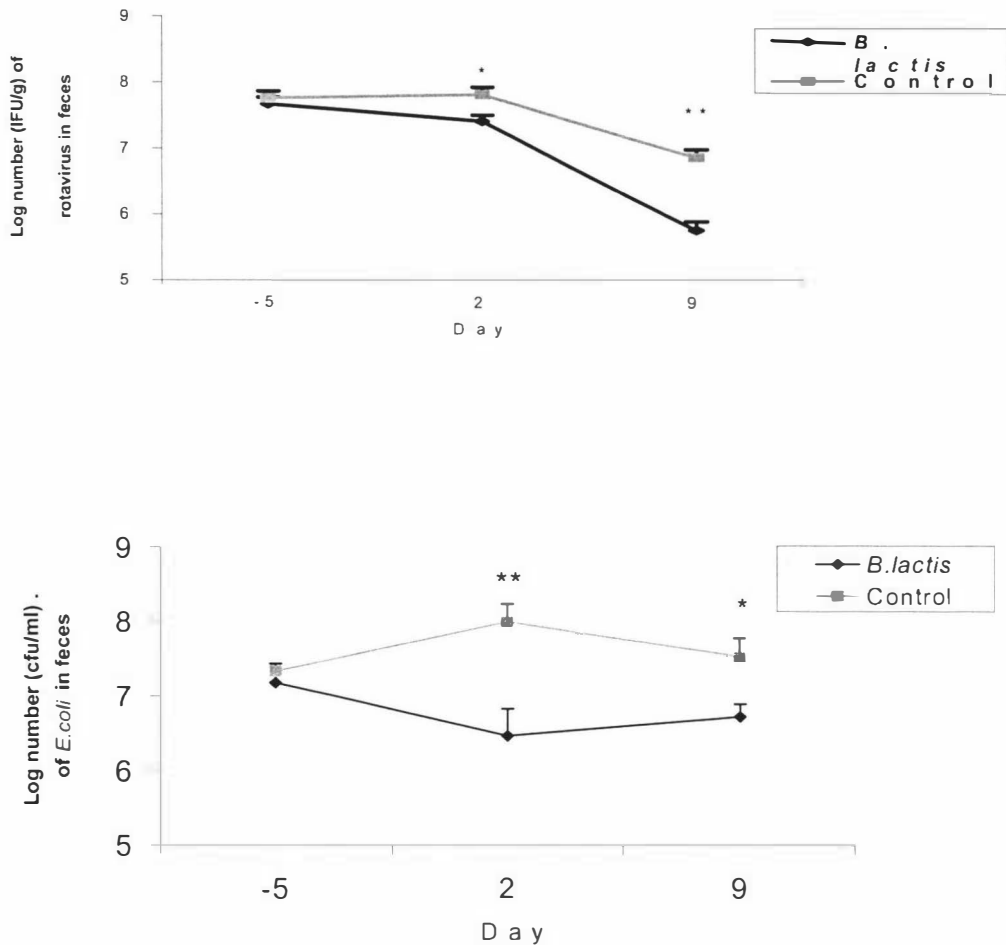 9
8
7
6
5
Log number (IFU/g) of
rotavirus in feces
*
* *
B .
lactis
Control
-5
2
9
Day
9
8
7
6
5
Log number (cfu/ml) .
of E.coli in feces
**
*
B.lactis
Control
-5
2
9
Day